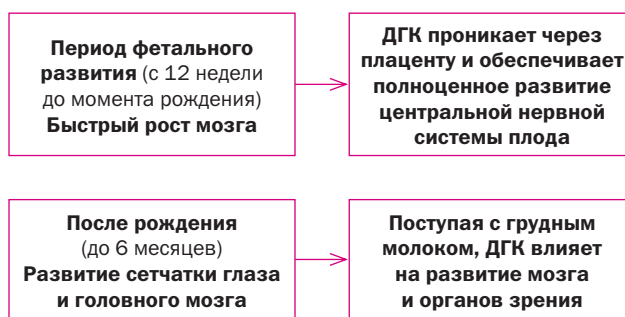 Период фетального
развития (с 12 недели
до момента рождения)
Быстрый рост мозга
ДГК проникает через
плаценту и обеспечивает
полноценное развитие
центральной нервной
системы плода
После рождения
(до 6 месяцев)
Развитие сетчатки глаза
и головного мозга
Поступая с грудным
молоком, ДГК влияет
на развитие мозга
и органов зрения